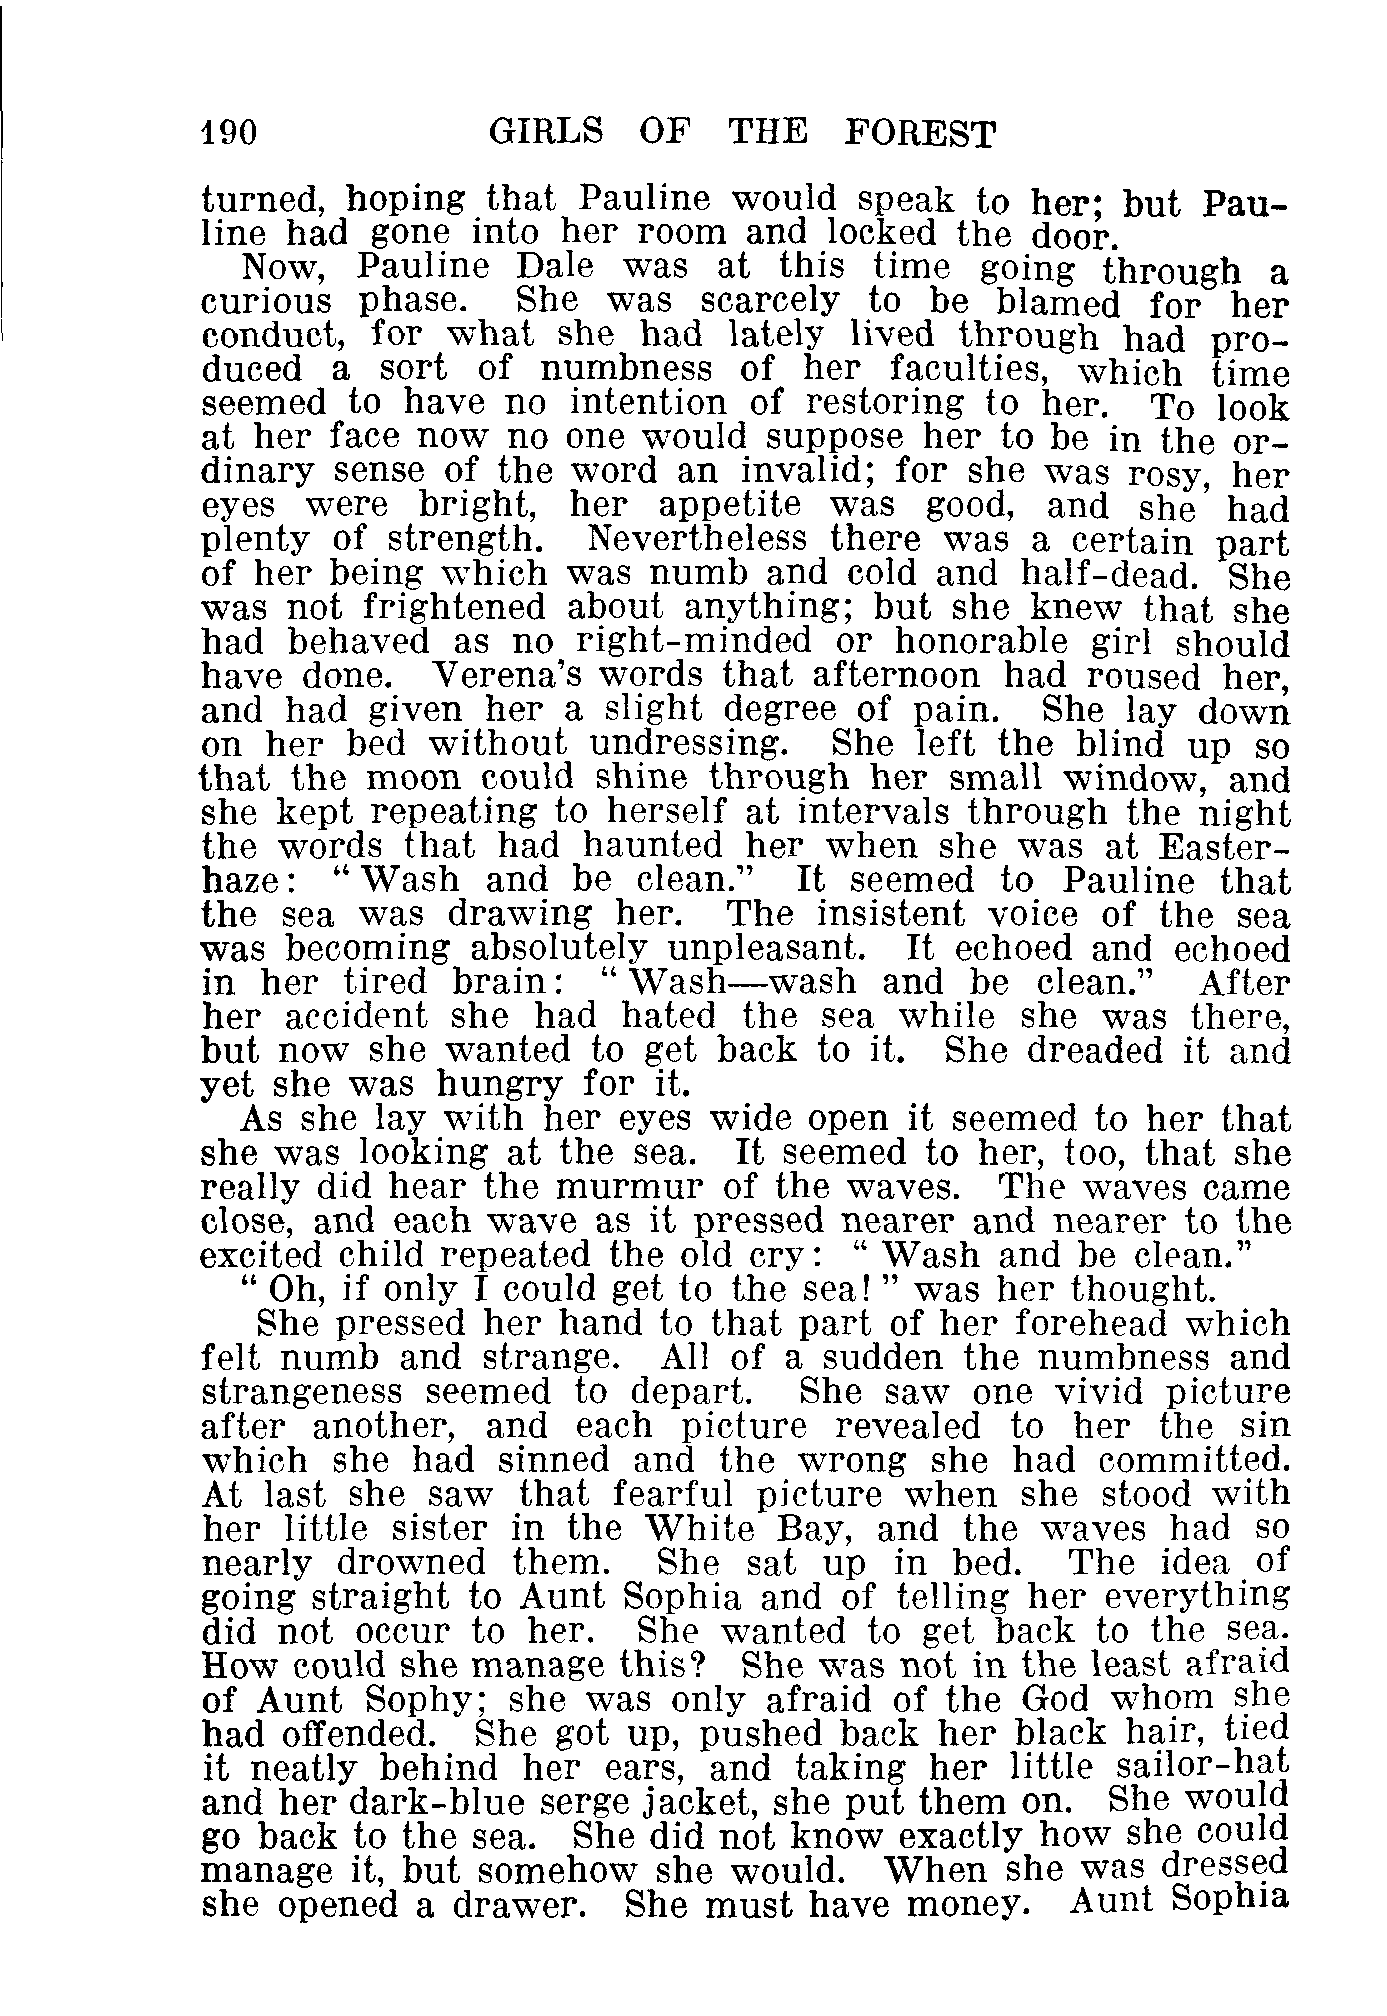 190 GIRLS OF THE FOREST
turned, hoping that Pauline would speak to her; but Pau-
line had gone into her room and locked the door.
Now, Pauline Dale was at this time going through a
curious phase. She was scarcely to be blamed for her
conduct, for what she had lately lived through had pro-
duced a sort of numbness of her faculties, which time
seemed to have no intention of restoring to her. To look
at her face now no one would suppose her to be in the or-
dinary sense of the word an invalid; for she was rosy, her
eyes were bright, her appetite was good, and she had
plenty of strength. Nevertheless there was a certain part
of her being which was numb and cold and half-dead. She
was not frightened about anything; but she knew that she
had behaved as no right-minded or honorable girl should
have done. Verena's words that afternoon had roused her,
and had given her a slight degree of pain. She lay down
on her bed without undressing. She left the blind up so
that the moon could shine through her small window, and
she kept repeating to herself at intervals through the night
the words that had haunted her when she was at Easter-
haze: "Wash and be clean." It seemed to Pauline that
the sea was drawing her. The insistent voice of the sea
was becoming absolutely unpleasant. It echoed and echoed
in her tired brain: "Wash—wash and be clean." After
her accident she had hated the sea while she was there,
but now she wanted to get back to it. She dreaded it and
yet she was hungry for it.
As she lay with her eyes wide open it seemed to her that
she was looking at the sea. It seemed to her, too, that she
really did hear the murmur of the waves. The waves came
close, and each wave as it pressed nearer and nearer to the
excited child repeated the old cry: "Wash and be clean."
"Oh, if only I could get to the sea!" was her thought.
She pressed her hand to that part of her forehead which
felt numb and strange. All of a sudden the numbness and
strangeness seemed to depart. She saw one vivid picture
after another, and each picture revealed to her the sin
which she had sinned and the wrong she had committed.
At last she saw that fearful picture when she stood with
her little sister in the White Bay, and the waves had so
nearly drowned them. She sat up in bed. The idea of
going straight to Aunt Sophia and of telling her everything
did not occur to her. She wanted to get back to the sea.
How could she manage this? She was not in the least afraid
of Aunt Sophy; she was only afraid of the God whom she
had offended. She got up, pushed back her black hair, tied
it neatly behind her ears, and taking her little sailor-hat
and her dark-blue serge jacket, she put them on. She would
go back to the sea. She did not know exactly how she could
manage it, but somehow she would. When she was dressed
she opened a drawer. She must have money. Aunt Sophia